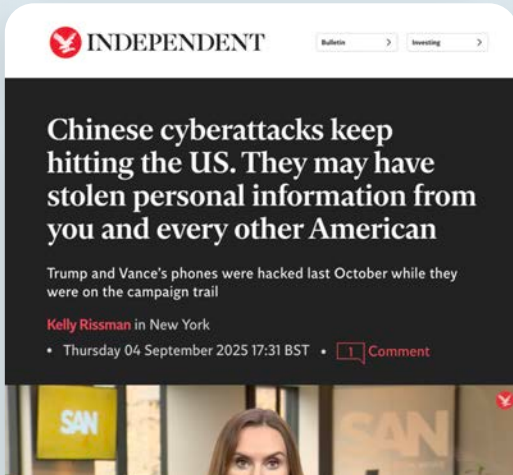 INDEPENDENT
Bulletin
Investing
Chinese cyberattacks keep
hitting the US. They may have
stolen personal information from
you and every other American
Trump and Vance's phones were hacked last October while they
were on the campaign trail
Kelly Rissman in New York
• Thursday 04 September 2025 17:31 BST • 1 Comment
SAN
SAN